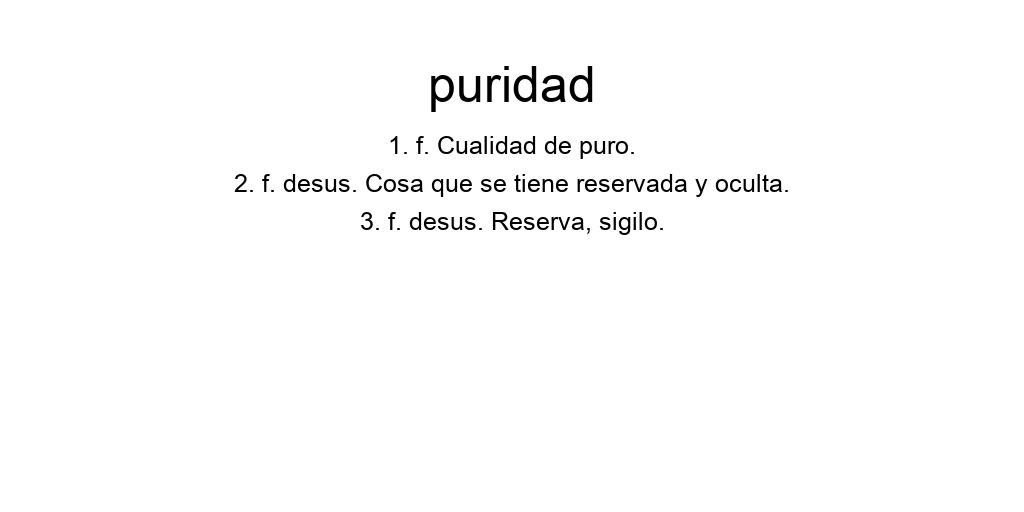 puridad
1. f. Cualidad de puro.
2. f. desus. Cosa que se tiene reservada y oculta.
3. f. desus. Reserva, sigilo.